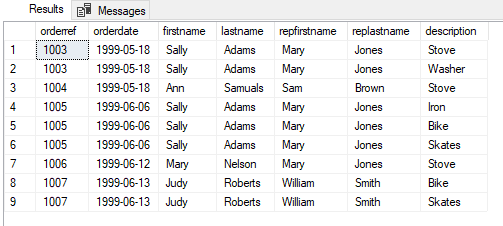 Results Messages
orderref orderdate firstname lastname repfirstname replastname description
1 1003 1999-05-18 Sally Adams Mary Jones Stove
2 1003 1999-05-18 Sally Adams Mary Jones Washer
3 1004 1999-05-18 Ann Samuals Sam Brown Stove
4 1005 1999-06-06 Sally Adams Mary Jones Iron
5 1005 1999-06-06 Sally Adams Mary Jones Bike
6 1005 1999-06-06 Sally Adams Mary Jones Skates
7 1006 1999-06-12 Mary Nelson Mary Jones Stove
8 1007 1999-06-13 Judy Roberts William Smith Bike
9 1007 1999-06-13 Judy Roberts William Smith Skates